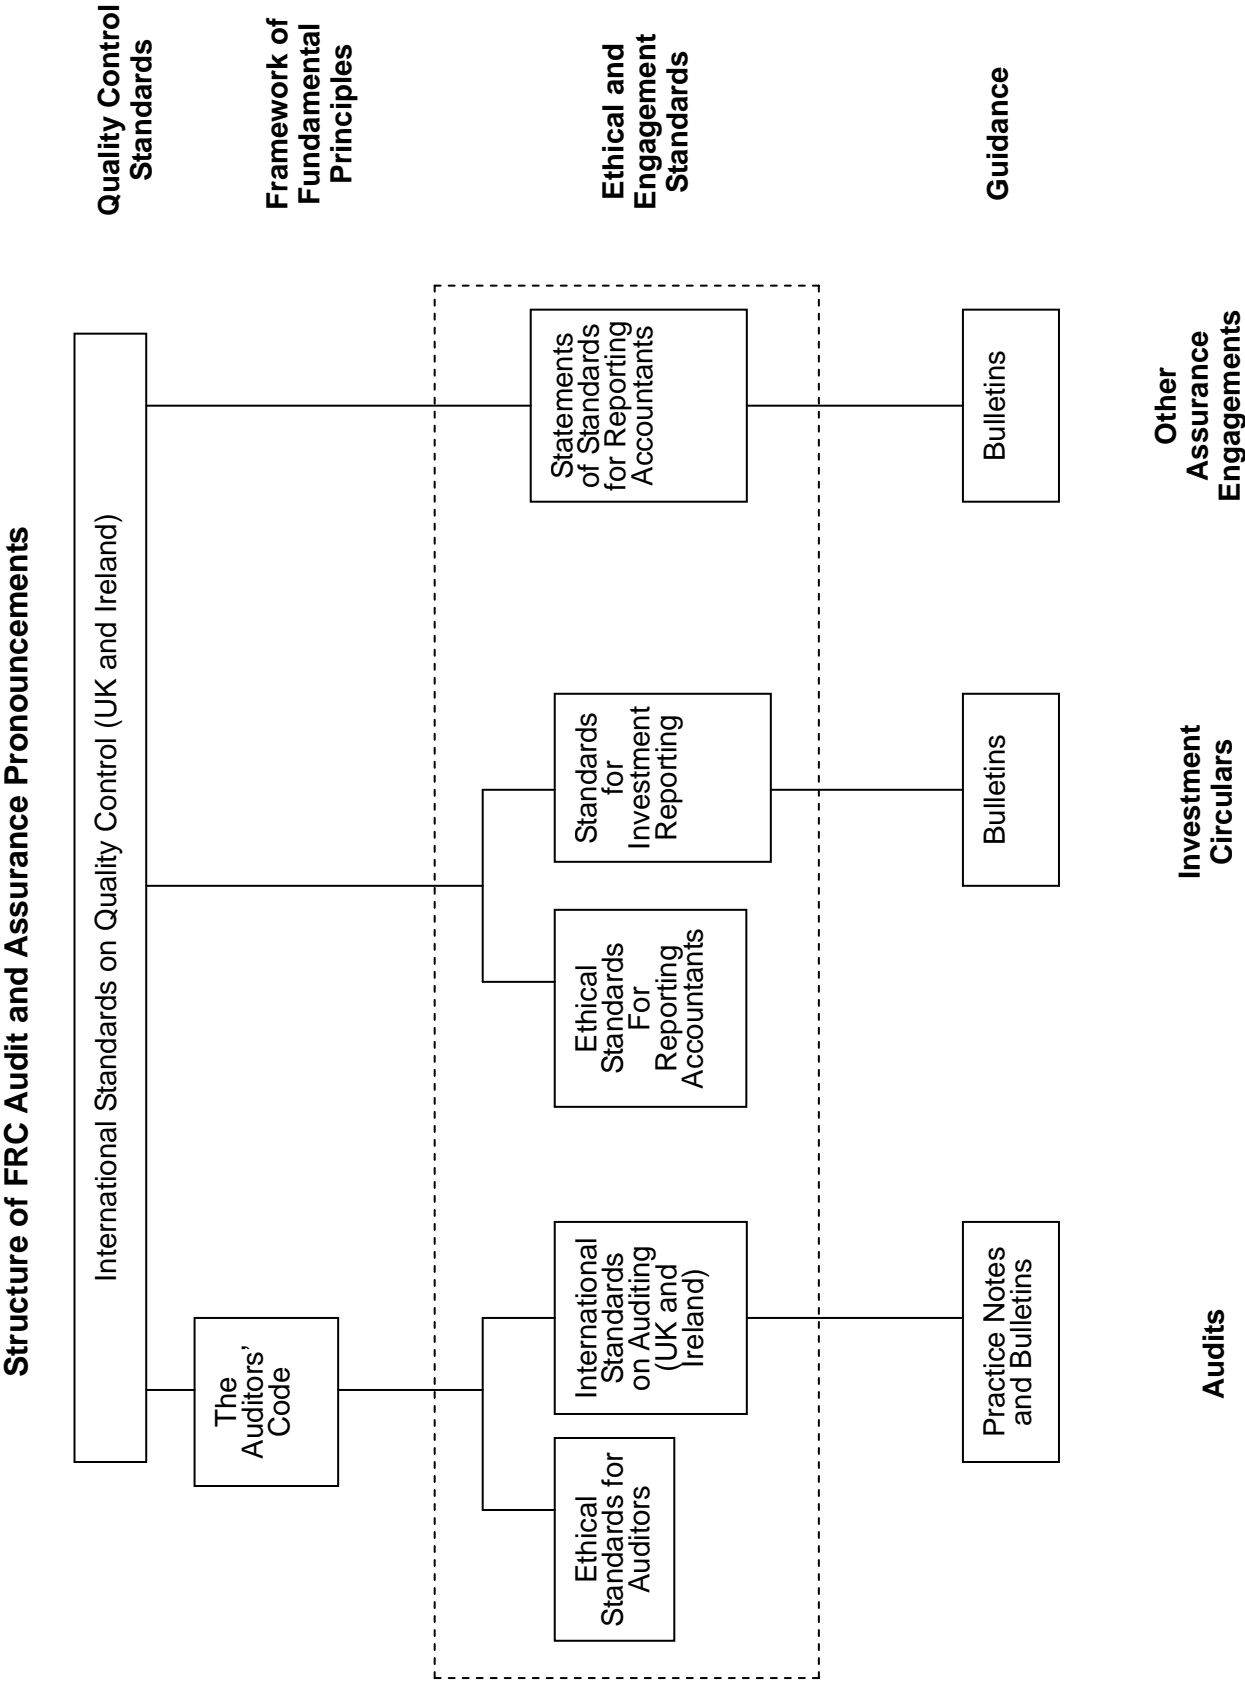 Structure of FRC Audit and Assurance Pronouncements
International Standards on Quality Control (UK and Ireland)
Quality Control
Standards
The
Auditors’
Code
Framework of
Fundamental
Principles
Ethical
Standards for
Auditors
International
Standards
on Auditing
(UK and
Ireland)
Ethical
Standards
For
Reporting
Accountants
Standards
for
Investment
Reporting
Statements
of Standards
for Reporting
Accountants
Ethical and
Engagement
Standards
Practice Notes
and Bulletins
Bulletins
Bulletins
Guidance
Audits
Investment
Circulars
Other
Assurance
Engagements